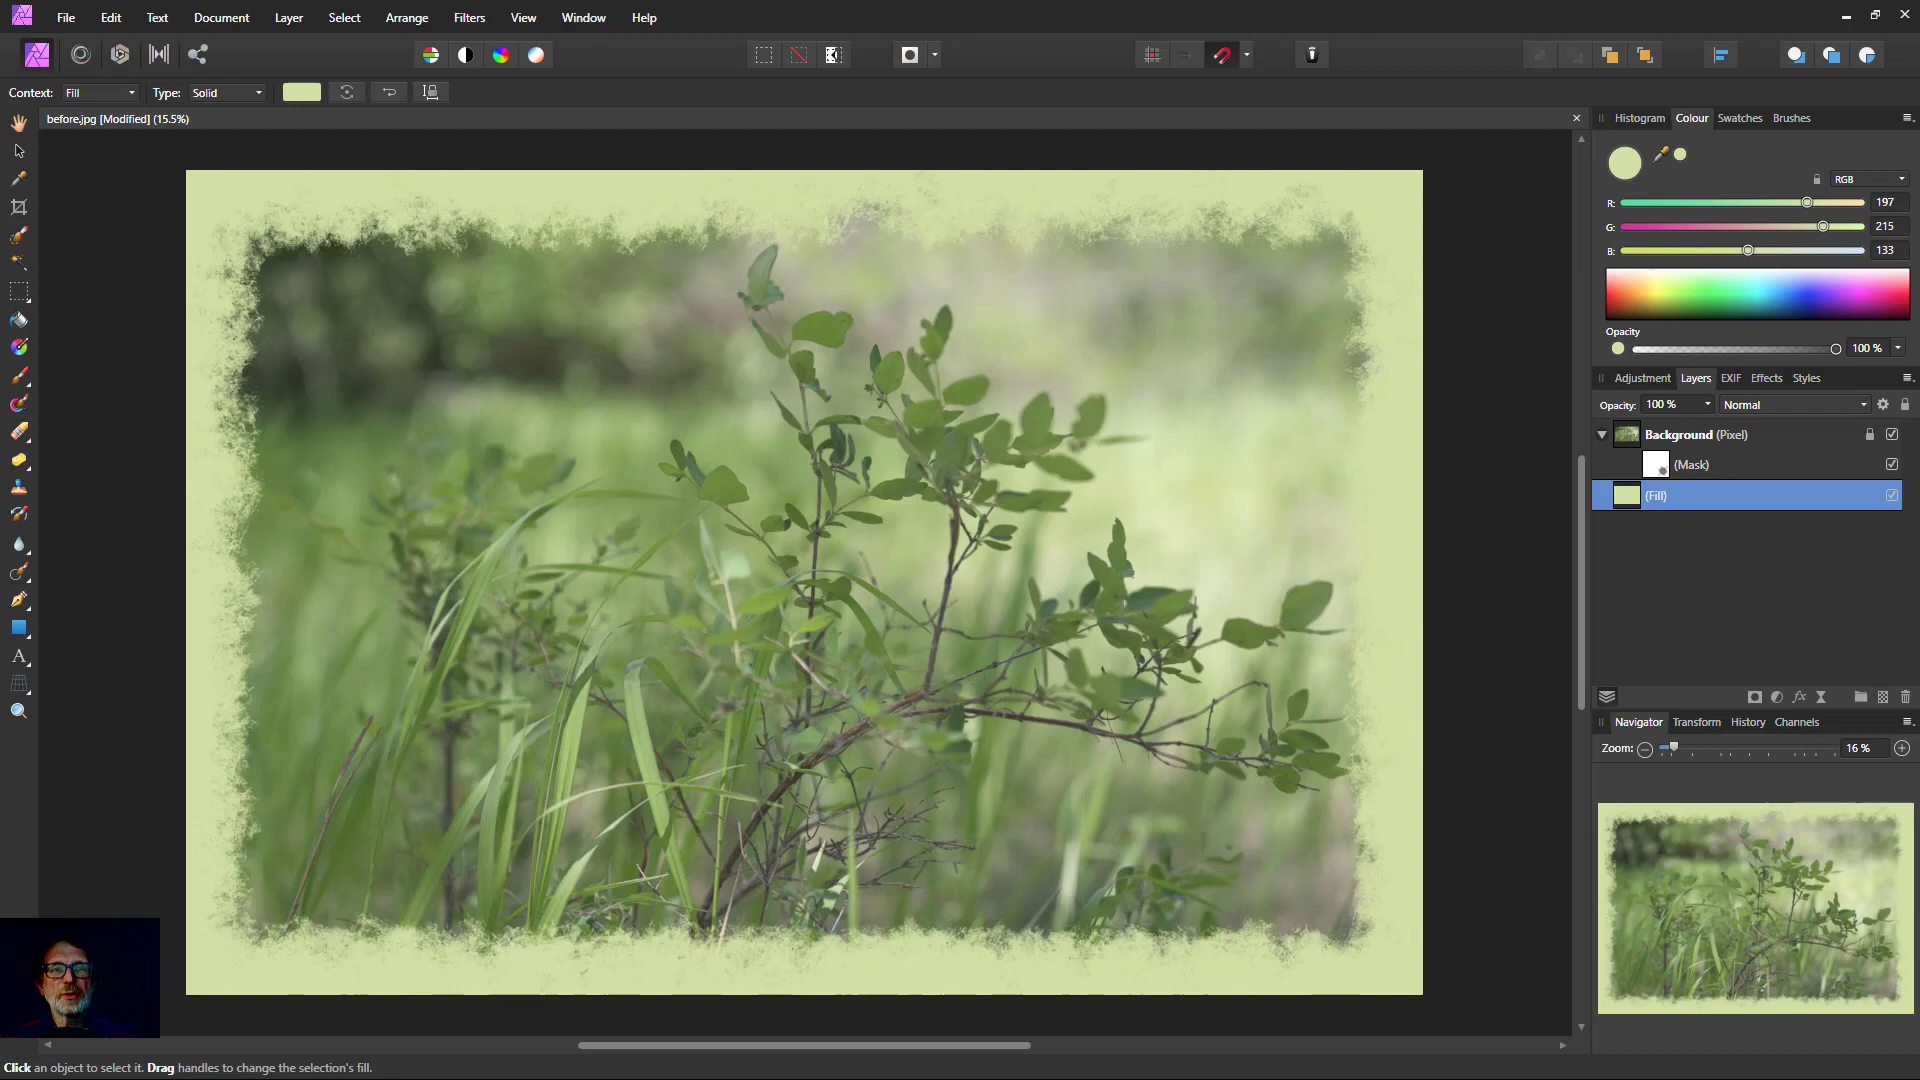 File Edit Text Document Layer Select Arrange Filters View Window Help
Context: Fill Type: Solid
before.jpg [Modified] (15.5%)
Histogram Colour Swatches Brushes
RGB
R: 197
G: 215
B: 133
Opacity
100 %
Adjustment Layers EXIF Effects Styles
Opacity: 100 % Normal
Background (Pixel)
(Mask)
(Fill)
fx
Navigator Transform History Channels
Zoom: 16 %
Click an object to select it. Drag handles to change the selection's fill.